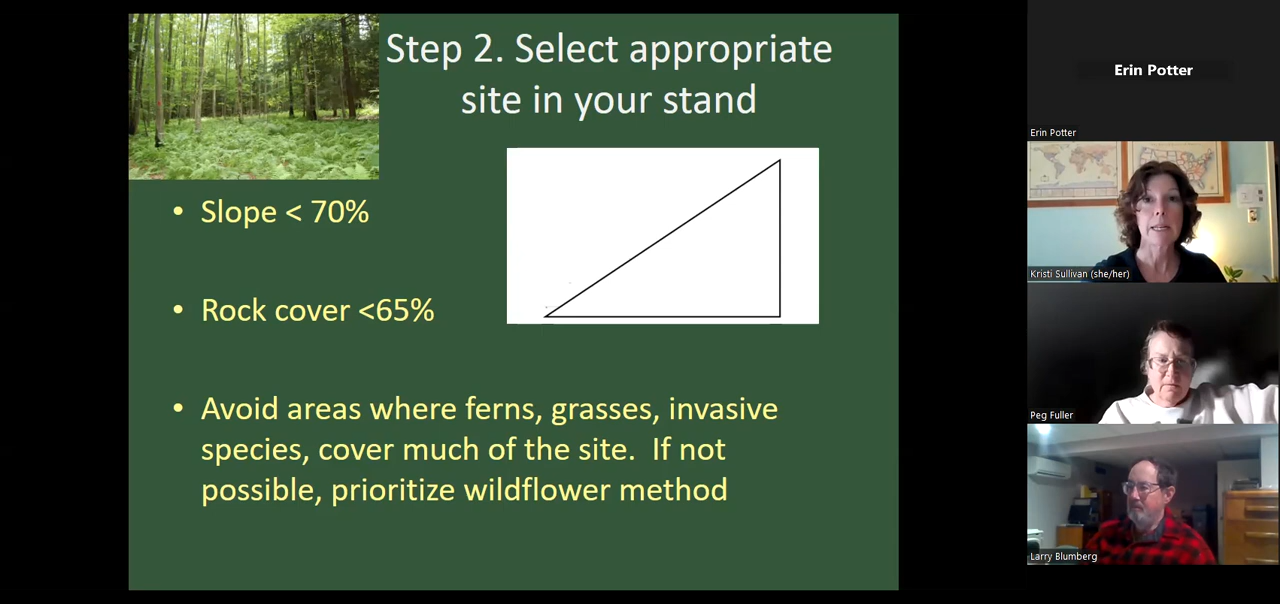 Step 2. Select appropriate
site in your stand
• Slope < 70%
• Rock cover <65%
• Avoid areas where ferns, grasses, invasive
species, cover much of the site.  If not
possible, prioritize wildflower method
Erin Potter
Erin Potter
Kristi Sullivan (she/her)
Peg Fuller
Larry Blumberg